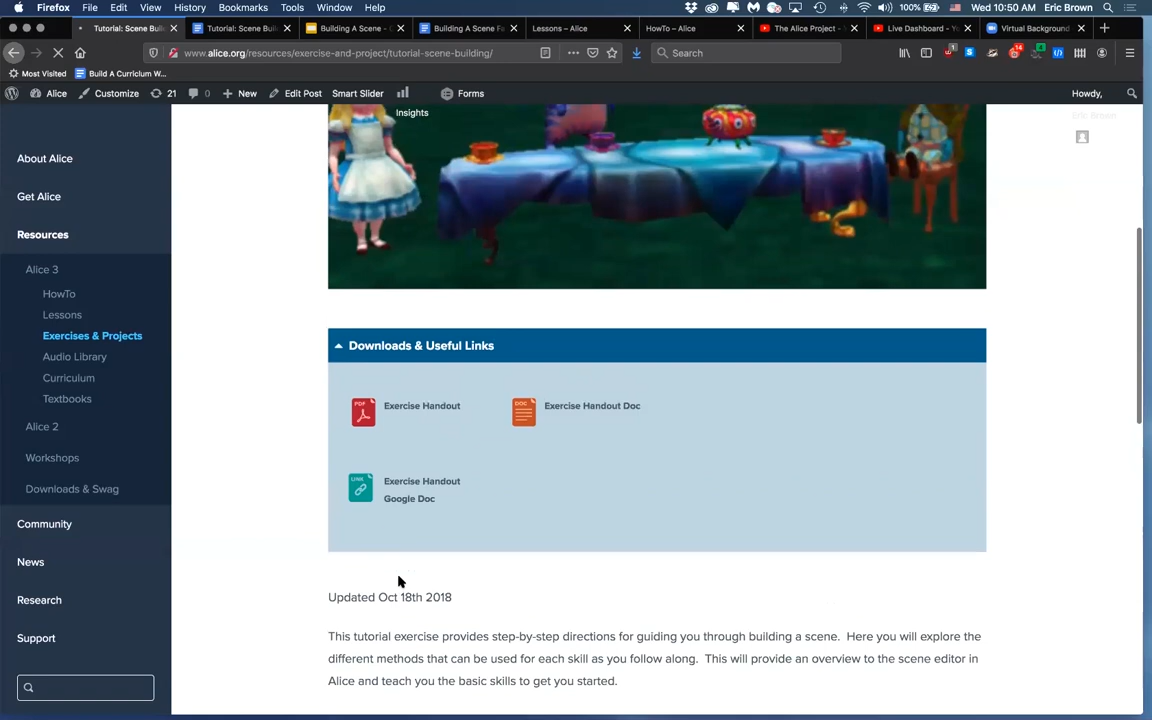 Firefox File Edit View History Bookmarks Tools Window Help 100% Wed 10:50 AM Eric Brown
Tutorial: Scene Buil Tutorial: Scene Buil Building A Scene - Building A Scene Fa Lessons – Alice HowTo – Alice The Alice Project - Y Live Dashboard - Yo Virtual Background
www.alice.org/resources/exercise-and-project/tutorial-scene-building/ Search
Most Visited Build A Curriculum W...
Alice Customize 21 0 New Edit Post Smart Slider Forms Howdy,
Insights
Eric Brown
About Alice
Get Alice
Resources
Alice 3
HowTo
Lessons
Exercises & Projects
Audio Library
Curriculum
Textbooks
Alice 2
Workshops
Downloads & Swag
Community
News
Research
Support
Downloads & Useful Links
PDF Exercise Handout
DOC Exercise Handout Doc
LINK Exercise Handout
Google Doc
Updated Oct 18th 2018
This tutorial exercise provides step-by-step directions for guiding you through building a scene. Here you will explore the
different methods that can be used for each skill as you follow along. This will provide an overview to the scene editor in
Alice and teach you the basic skills to get you started.